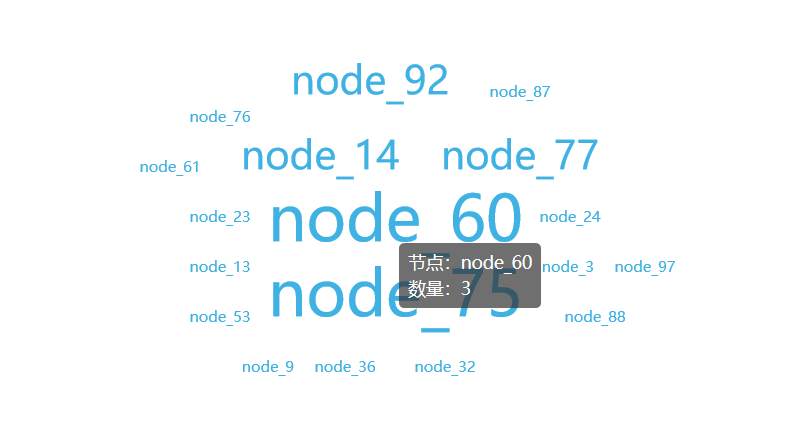 node_92
node_87
node_76
node_14
node_77
node_61
node_60
node_23
node_24
节点：node_60
数量：3
node_13
node_3
node_97
node_75
node_53
node_88
node_9
node_36
node_32